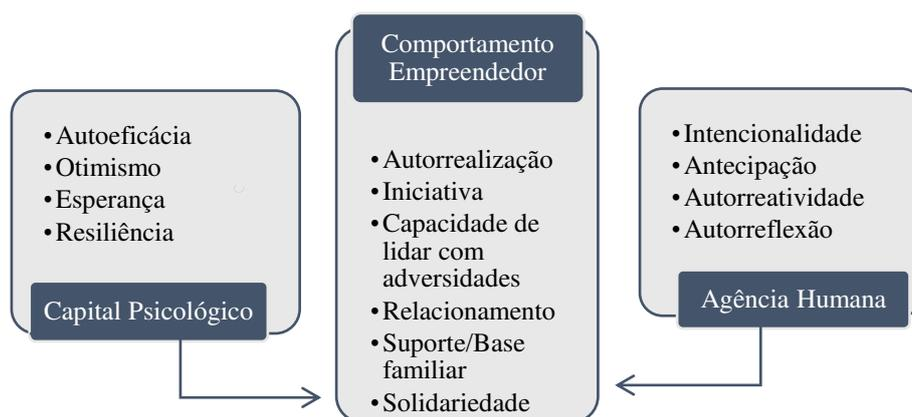 • Autoeficácia
• Otimismo
• Esperança
• Resiliência
Capital Psicológico
Comportamento
Empreendedor
• Autorrealização
• Iniciativa
• Capacidade de
lidar com
adversidades
• Relacionamento
• Suporte/Base
familiar
• Solidariedade
• Intencionalidade
• Antecipação
• Autorreatividade
• Autorreflexão
Agência Humana